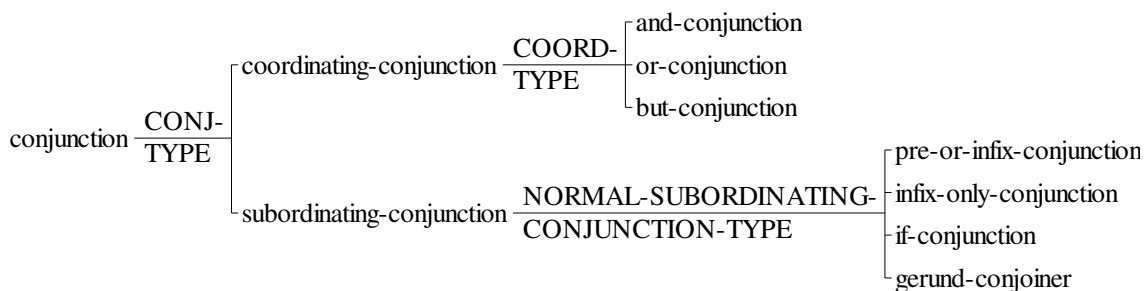 and-conjunction
COORD-
coordinating-conjunction
or-conjunction
TYPE
but-conjunction
CONJ-
conjunction
TYPE
pre-or-infix-conjunction
NORMAL-SUBORDINATING-
infix-only-conjunction
subordinating-conjunction
CONJUNCTION-TYPE
if-conjunction
gerund-conjoiner